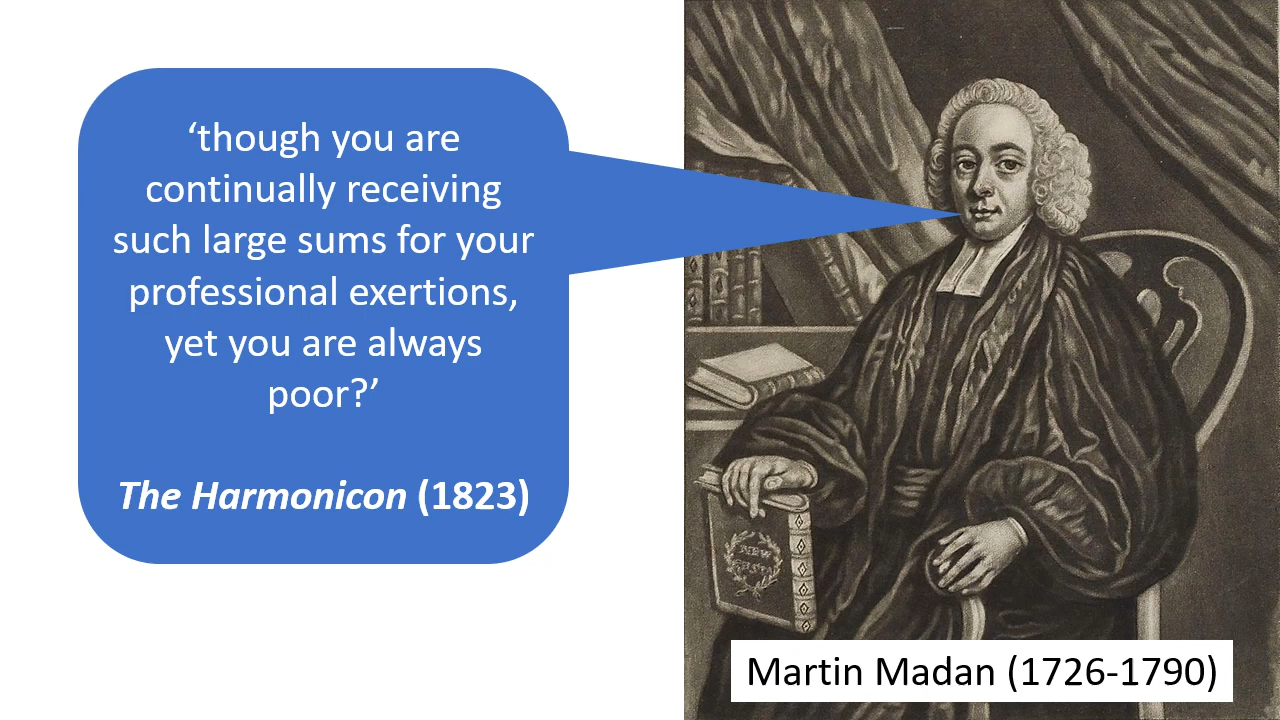 ‘though you are
continually receiving
such large sums for your
professional exertions,
yet you are always
poor?’
The Harmonicon (1823)
NEW
Martin Madan (1726-1790)